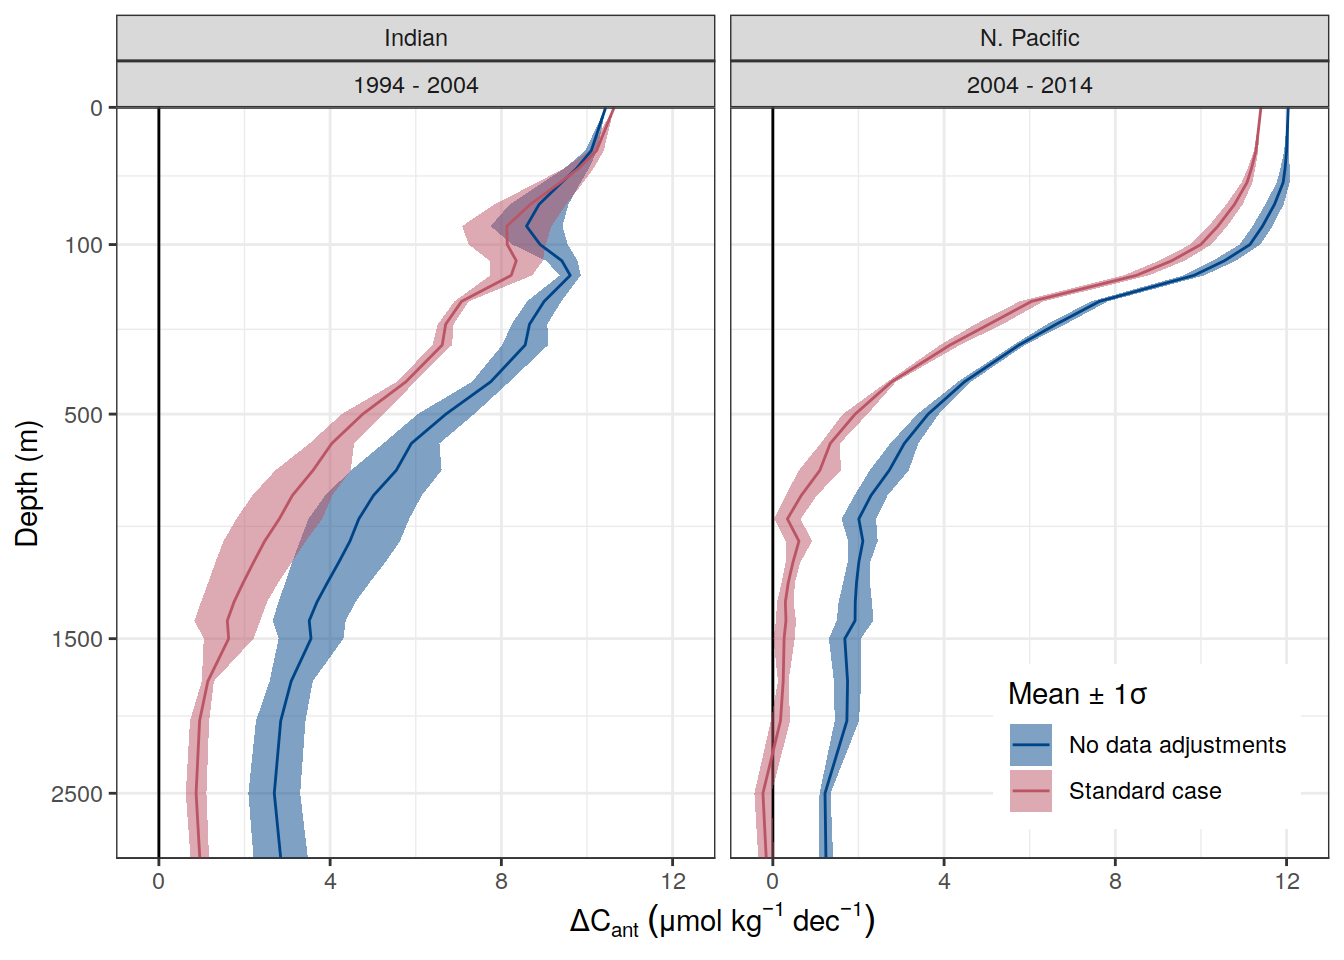 Indian
N. Pacific
1994 - 2004
2004 - 2014
0
100
500
1500
2500
Depth (m)
Mean ± 1σ
No data adjustments
Standard case
0
4
8
12
0
4
8
12
ΔC_ant (μmol kg⁻¹ dec⁻¹)